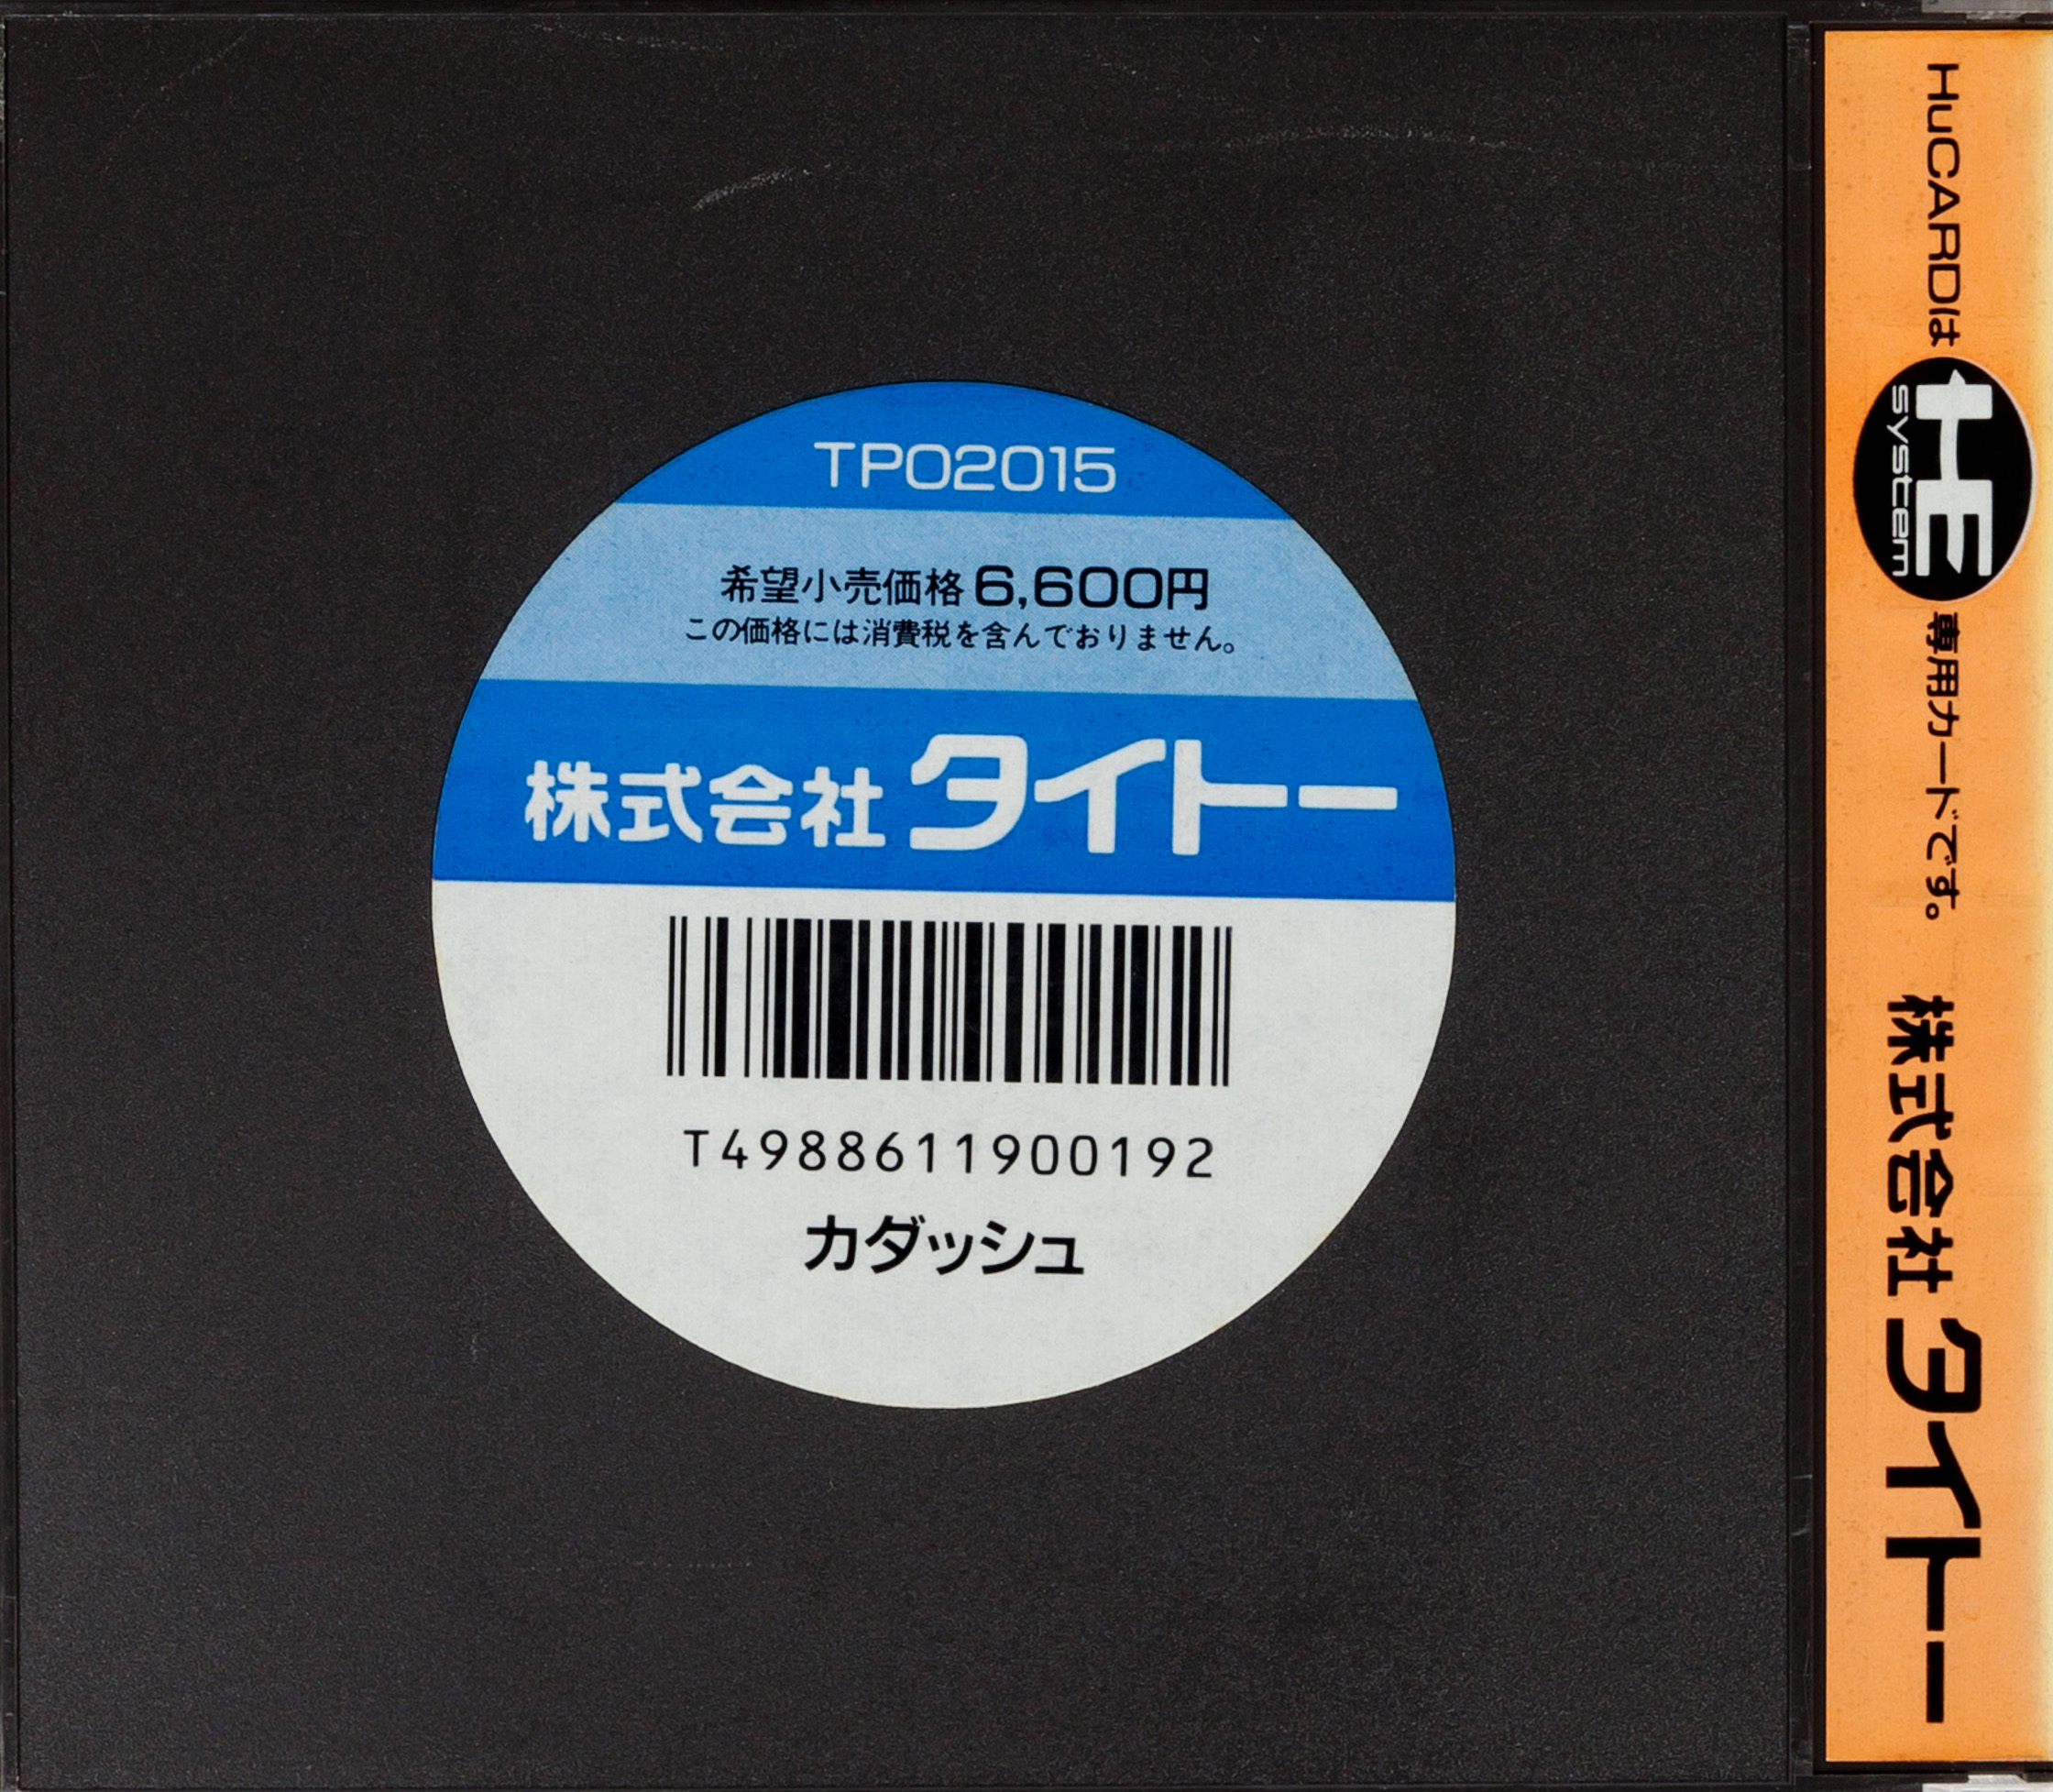 TP02015
希望小売価格6,600円
この価格には消費税を含んでおりません。
株式会社タイトー
T4988611900192
カダッシュ
HuCARDは
HE
system
専用カードです。
株式会社タイトー